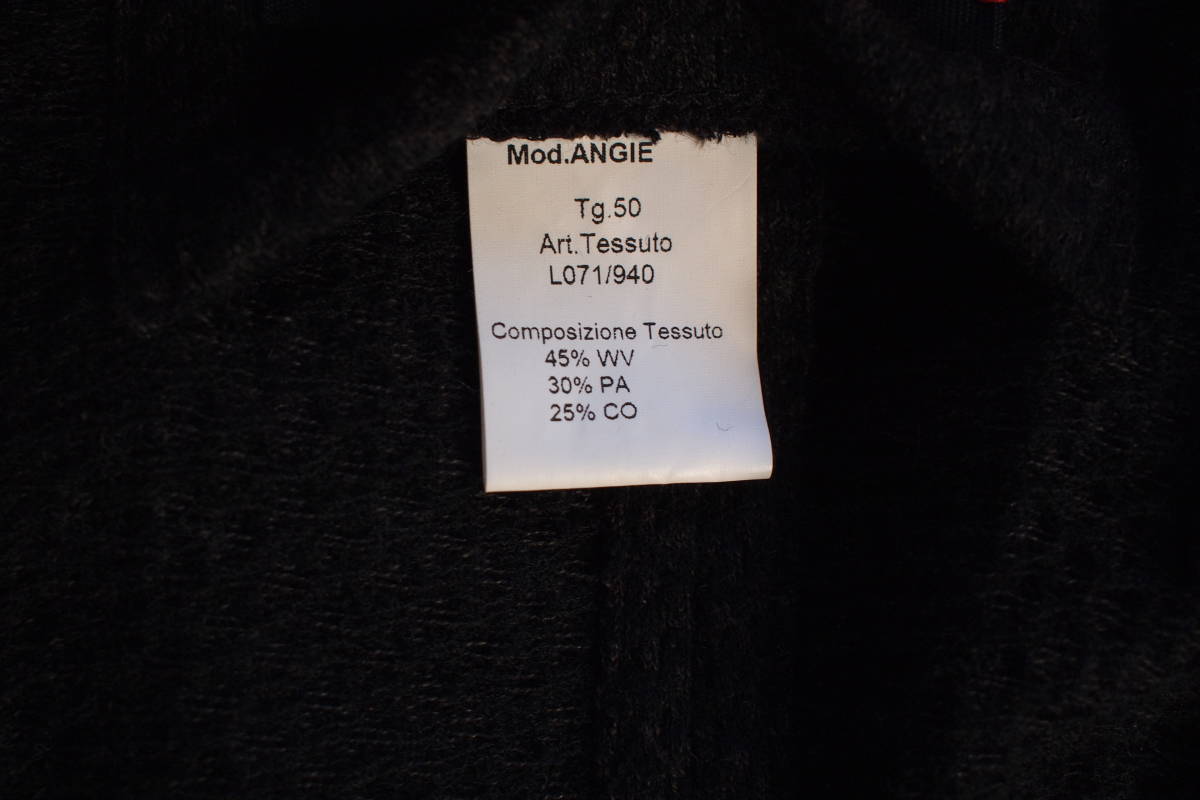 Mod.ANGIE
Tg.50
Art.Tessuto
L071/940
Composizione Tessuto
45% WV
30% PA
25% CO